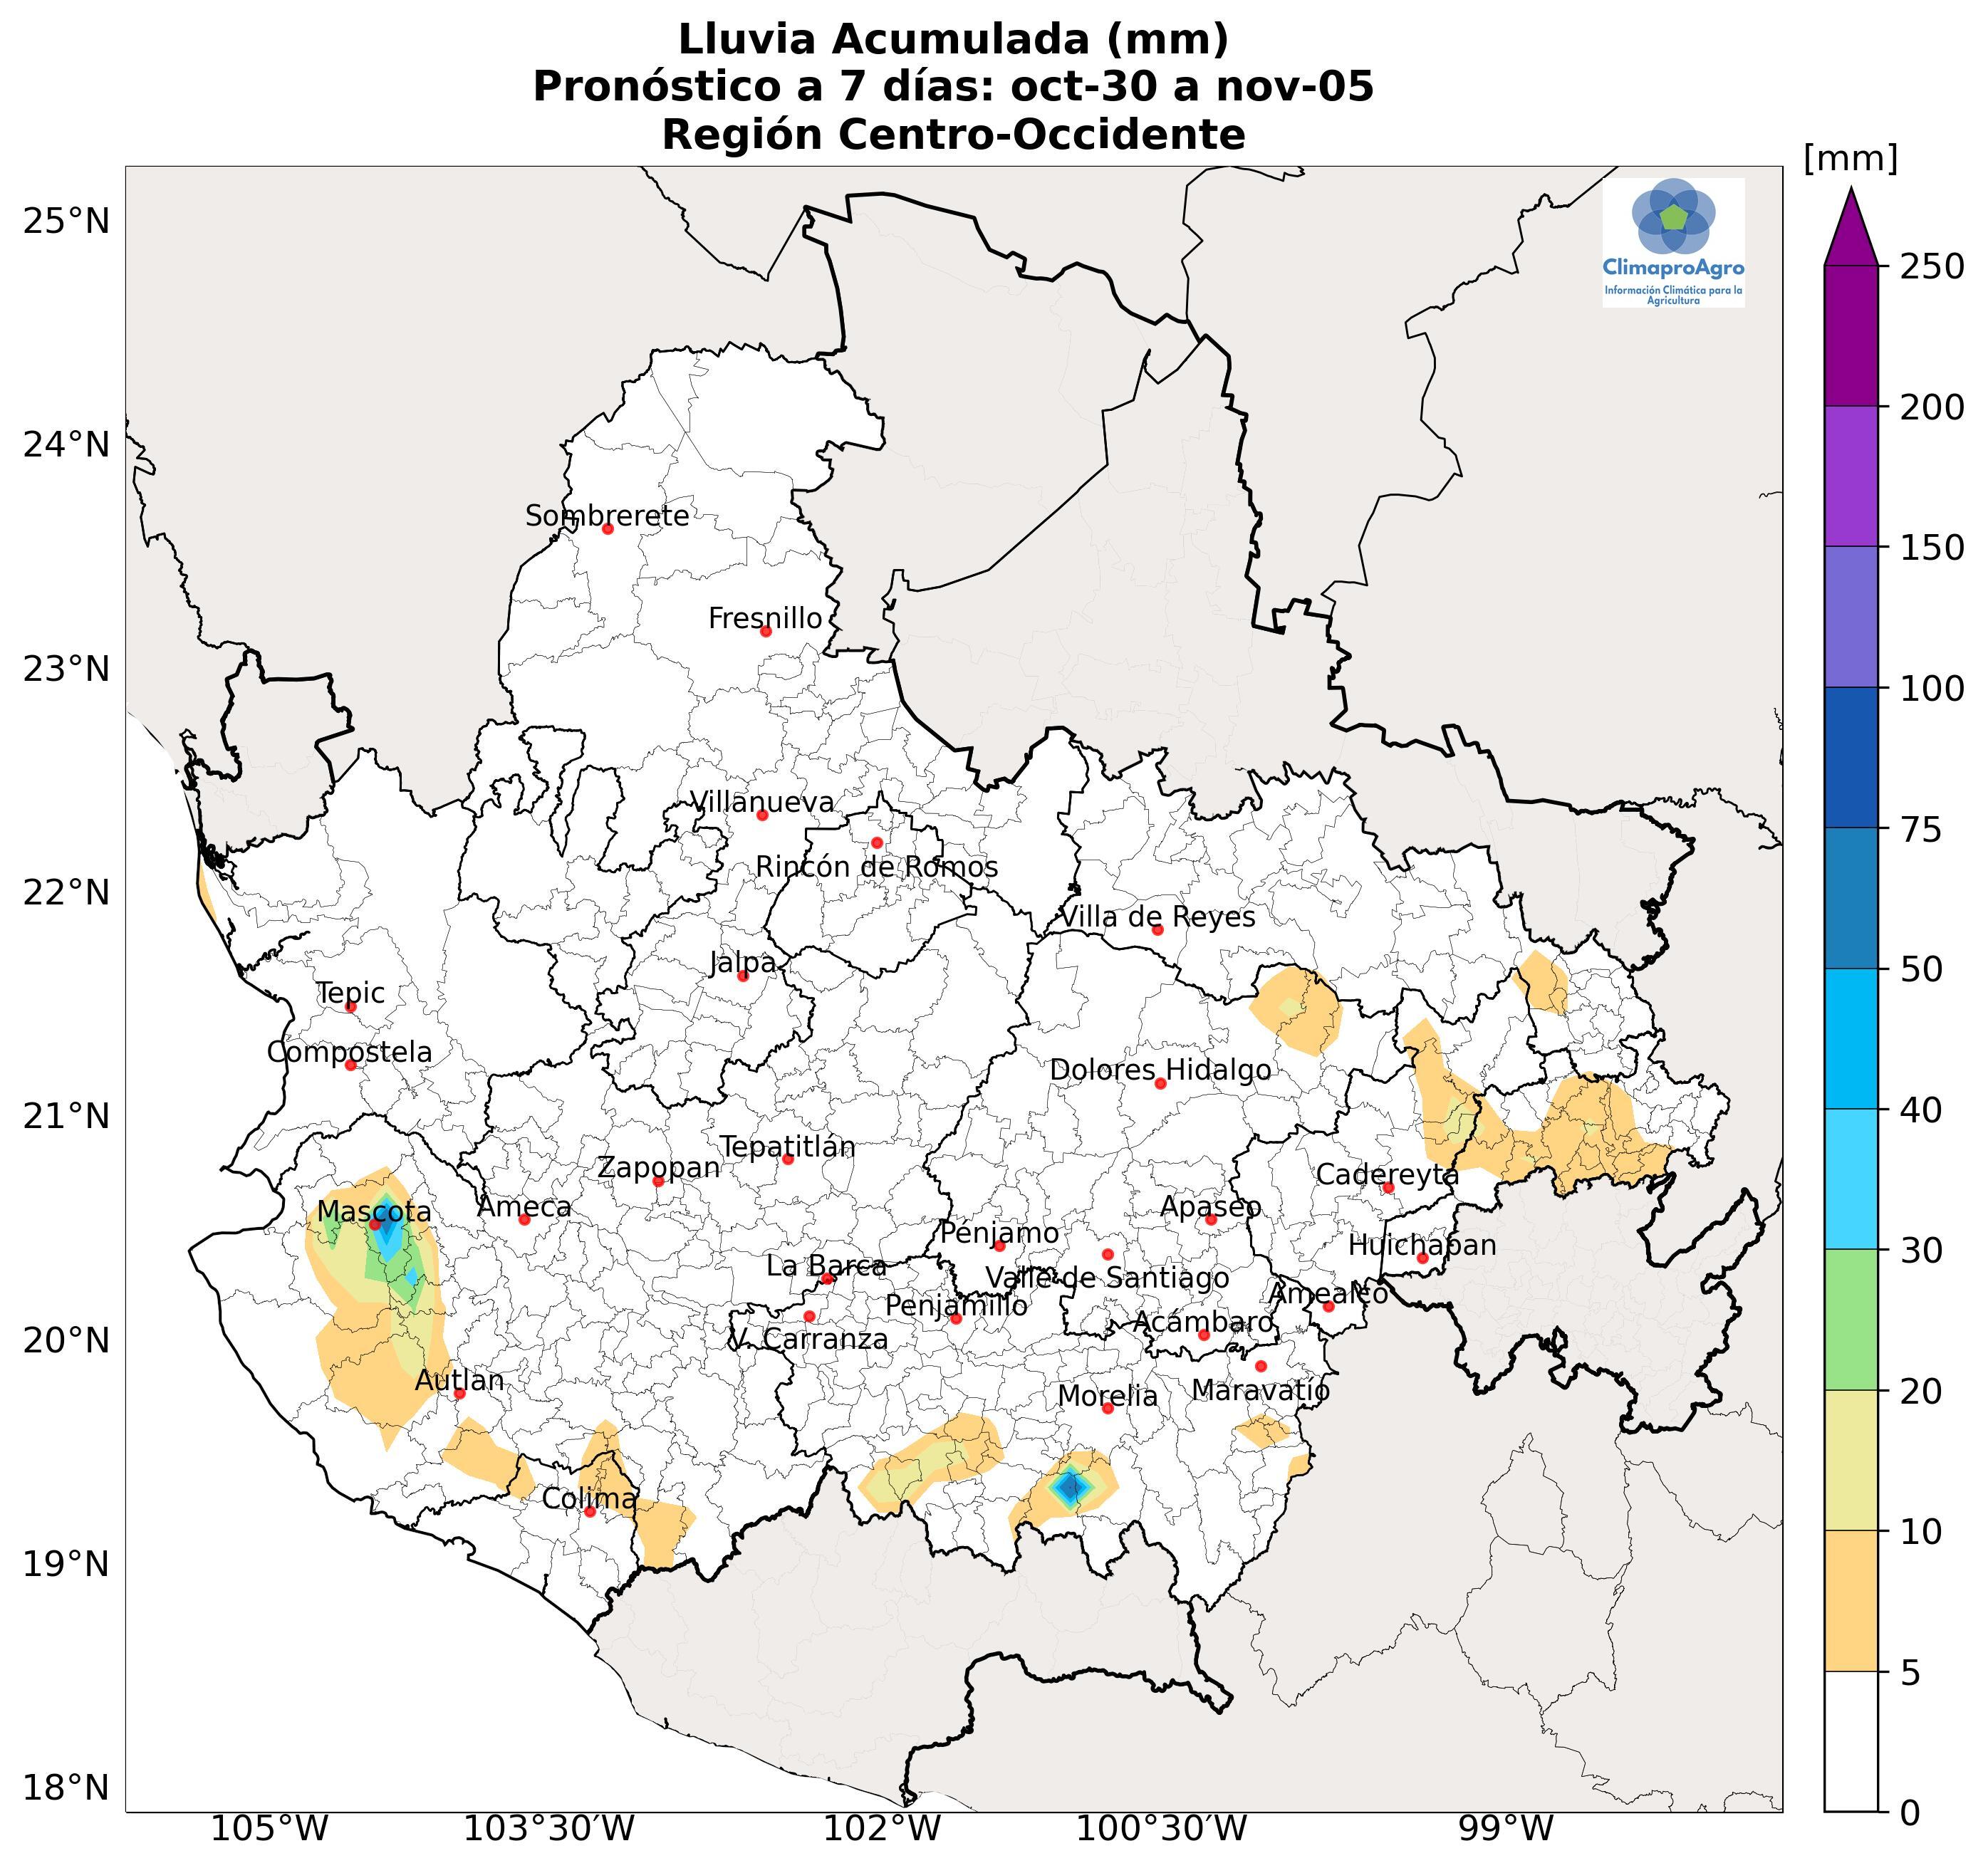 Lluvia Acumulada (mm)
Pronóstico a 7 días: oct-30 a nov-05
Región Centro-Occidente
[mm]
25°N
ClimaproAgro
Información Climática para la
Agricultura
250
200
24°N
150
Sombrerete
Fresnillo
23°N
100
Villanueva
75
Rincón de Romos
22°N
Villa de Reyes
Jalpa
50
Tepic
Compostela
Dolores Hidalgo
21°N
40
Tepatitlán
Zapopan
Cadereyta
Mascota
Ameca
Apaseo
Pénjamo
Huichapan
30
La Barca
Valle de Santiago
Amealco
Penjamillo
Acámbaro
20°N
V. Carranza
Autlan
Morelia
Maravatío
20
Colima
10
19°N
5
18°N
0
105°W
103°30'W
102°W
100°30'W
99°W